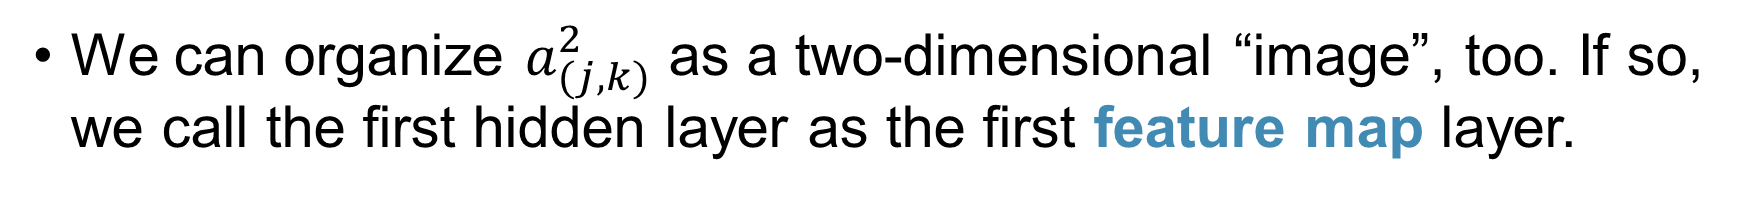 • We can organize $a^2_{(j,k)}$ as a two-dimensional “image”, too. If so,
we call the first hidden layer as the first feature map layer.